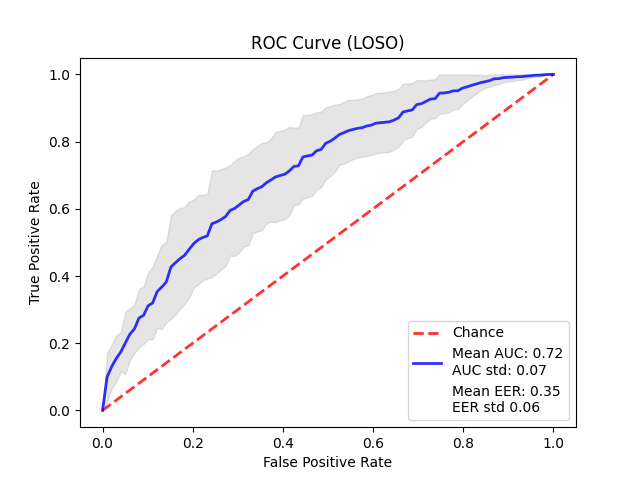 ROC Curve (LOSO)
True Positive Rate
1.0
0.8
0.6
0.4
0.2
0.0
0.0 0.2 0.4 0.6 0.8 1.0
False Positive Rate
Chance
Mean AUC: 0.72
AUC std: 0.07
Mean EER: 0.35
EER std 0.06